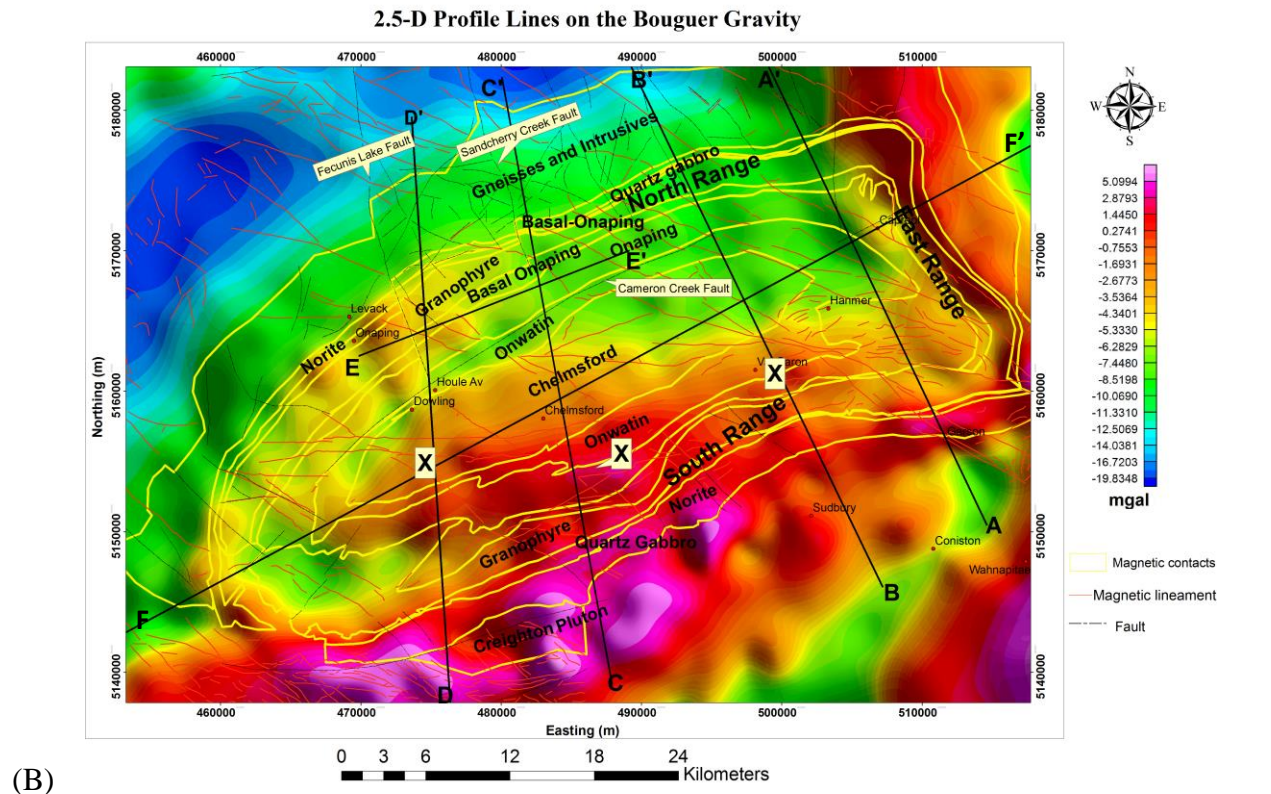 2.5-D Profile Lines on the Bouguer Gravity
460000 470000 480000 490000 500000 510000
C' B' A'
D'
N
W E
S
5180000 5180000
Fecunis Lake Fault
Sandcherry Creek Fault
Gneisses and Intrusives
F'
Quartz gabbro
North Range
Basal-Onaping
East Range
Onaping
Basal Onaping
E'
Granophyre
Cameron Creek Fault
5170000 5170000
Levack
Hanmer
Onaping
Norite
Onwatin
E
Houle Av
Dowling
Chelmsford
Chelmsford
X
5160000 5160000
Onwatin
South Range
X X
Norite
Sudbury
Granophyre
Quartz Gabbro
A
Coniston
5150000 5150000
B
F
Creighton Pluton
D C
5140000 5140000
460000 470000 480000 490000 500000 510000
Northing (m)
Easting (m)
5.0994
2.8793
1.4450
0.2741
-0.7553
-1.6931
-2.6773
-3.5364
-4.3401
-5.3330
-6.2829
-7.4480
-8.5198
-10.0690
-11.3310
-12.5069
-14.0381
-16.7203
-19.8348
mgal
Magnetic contacts
Magnetic lineament
Fault
0 3 6 12 18 24
Kilometers
(B)